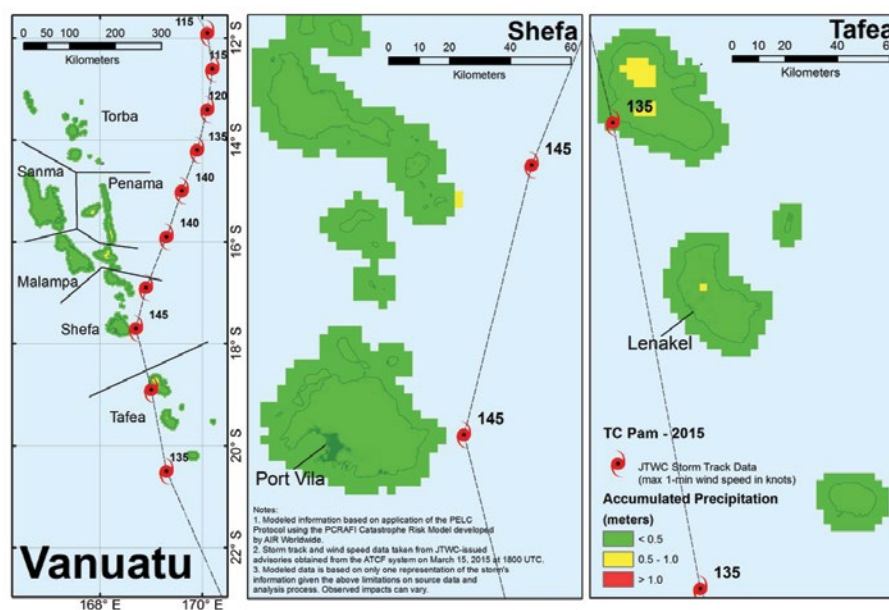 115
0 50 100 200 300
Kilometers
115
120
Torba
135
Sanma
Penama
140
140
Malampa
145
Shefa
Tafea
135
Vanuatu
168° E
170° E
12° S
14° S
16° S
18° S
20° S
22° S
Shefa
0 20 40 60
Kilometers
145
145
Port Vila
Notes:
1. Modeled information based on application of the PELC
Protocol using the PCRAFI Catastrophe Risk Model developed
by AIR Worldwide.
2. Storm track and wind speed data taken from JTWC-issued
advisories obtained from the ATCF system on March 15, 2015 at 1800 UTC.
3. Modeled data is based on only one representation of the storm's
information given the above limitations on source data and
analysis process. Observed impacts can vary.
Tafea
0 10 20 40 60
Kilometers
135
Lenakel
TC Pam - 2015
JTWC Storm Track Data
(max 1-min wind speed in knots)
Accumulated Precipitation
(meters)
< 0.5
0.5 - 1.0
> 1.0
135